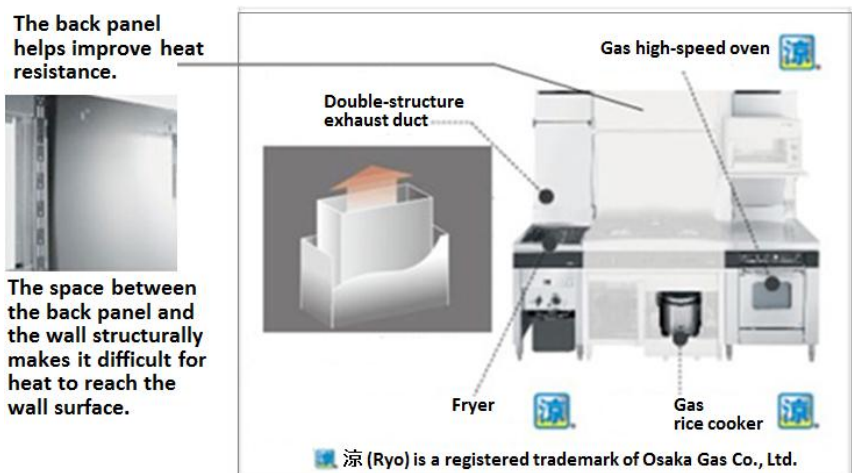 The back panel
helps improve heat
resistance.
The space between
the back panel and
the wall structurally
makes it difficult for
heat to reach the
wall surface.
Gas high-speed oven
涼
Double-structure
exhaust duct
Fryer
涼
Gas
rice cooker
涼
涼 涼 (Ryo) is a registered trademark of Osaka Gas Co., Ltd.